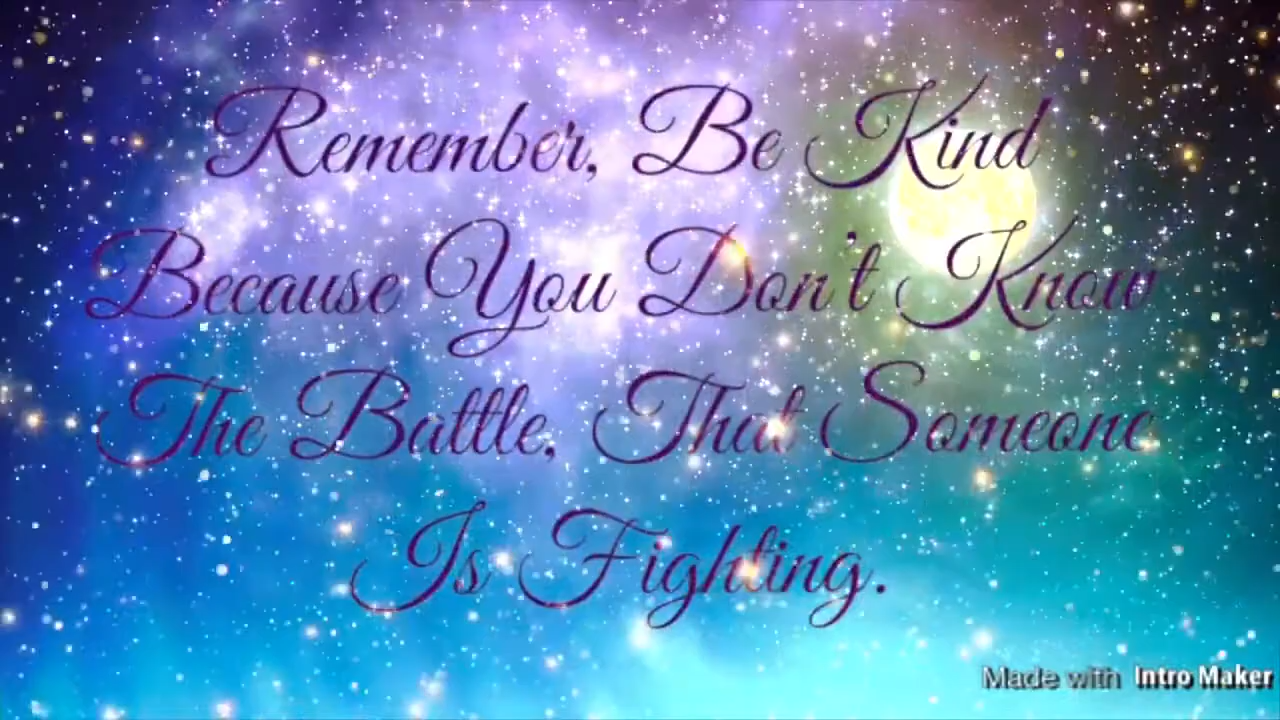 Remember, Be Kind
Because You Don't Know
The Battle, That Someone
Is Fighting.
Made with Intro Maker